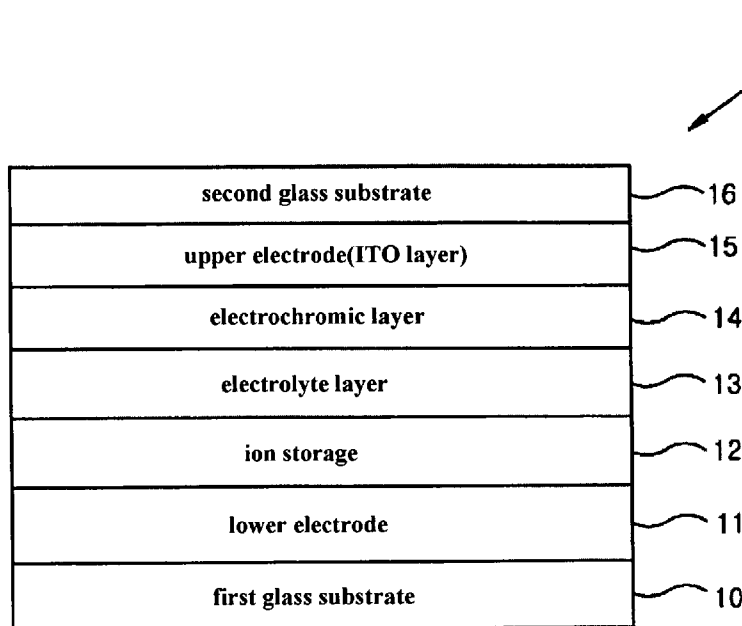 second glass substrate 16
upper electrode(ITO layer) 15
electrochromic layer 14
electrolyte layer 13
ion storage 12
lower electrode 11
first glass substrate 10